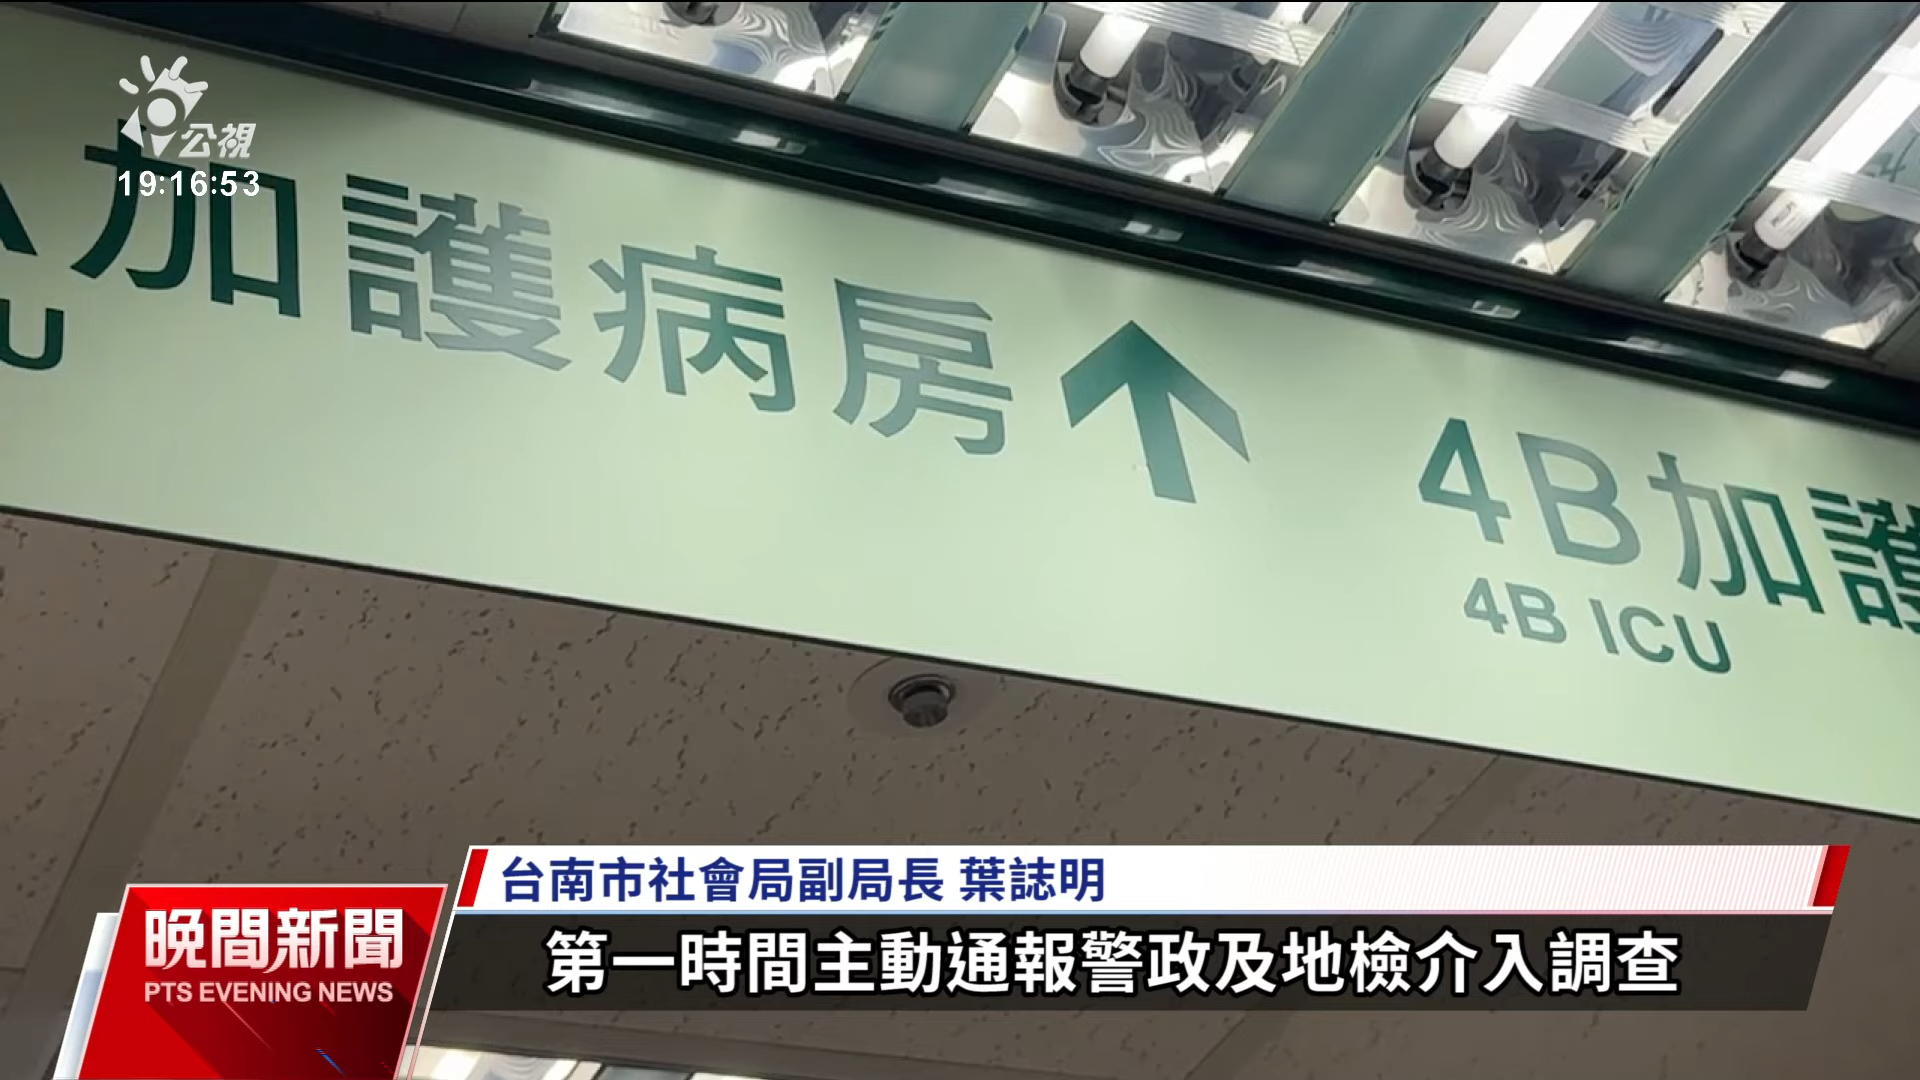 公視
19:16:53
加護病房↑
4B加護
4B ICU
台南市社會局副局長 葉誌明
晚間新聞
第一時間主動通報警政及地檢介入調查
PTS EVENING NEWS